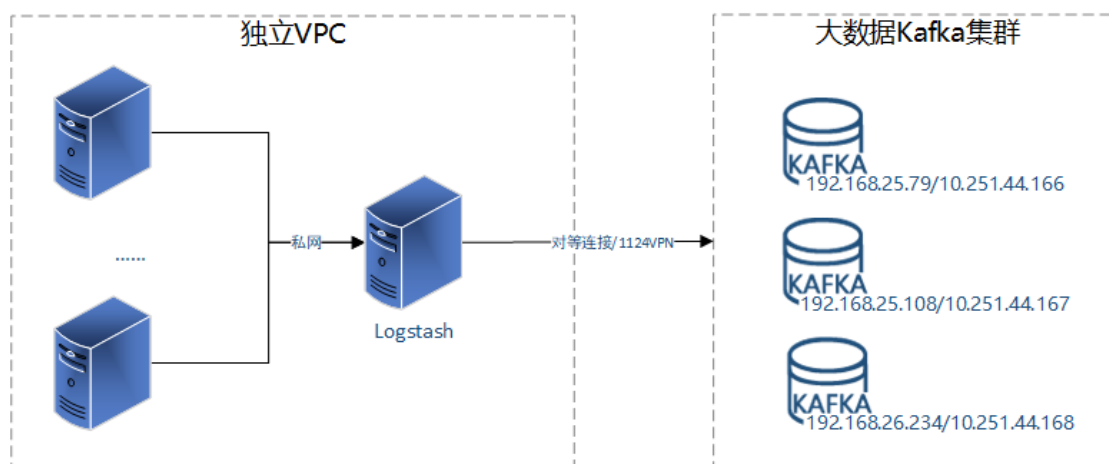 独立VPC
大数据Kafka集群
KAFKA
192.168.25.79/10.251.44.166
私网
对等连接/1124VPN
......
KAFKA
192.168.25.108/10.251.44.167
Logstash
KAFKA
192.168.26.234/10.251.44.168